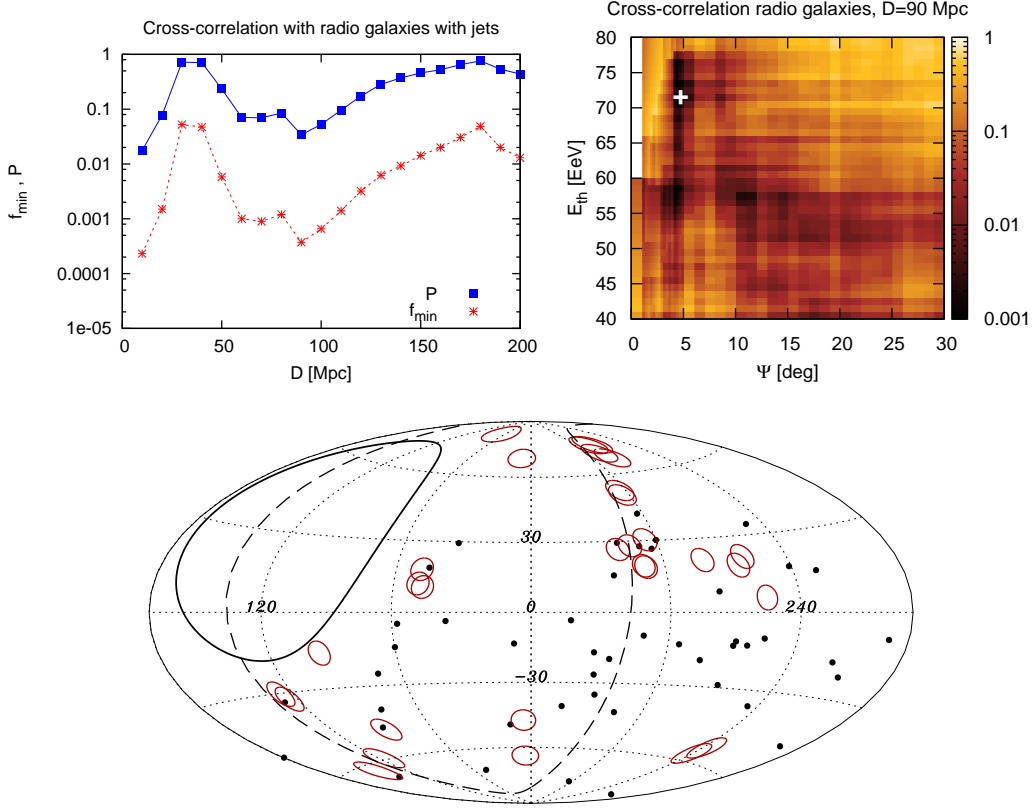 Cross-correlation with radio galaxies with jets
1
0.1
0.01
0.001
0.0001
1e-05
f_min , P
P
f_min
0 50 100 150 200
D [Mpc]
Cross-correlation radio galaxies, D=90 Mpc
80
75
70
65
60
55
50
45
40
E_th [EeV]
0 5 10 15 20 25 30
Ψ [deg]
1
0.1
0.01
0.001
30
120 0 240
-30